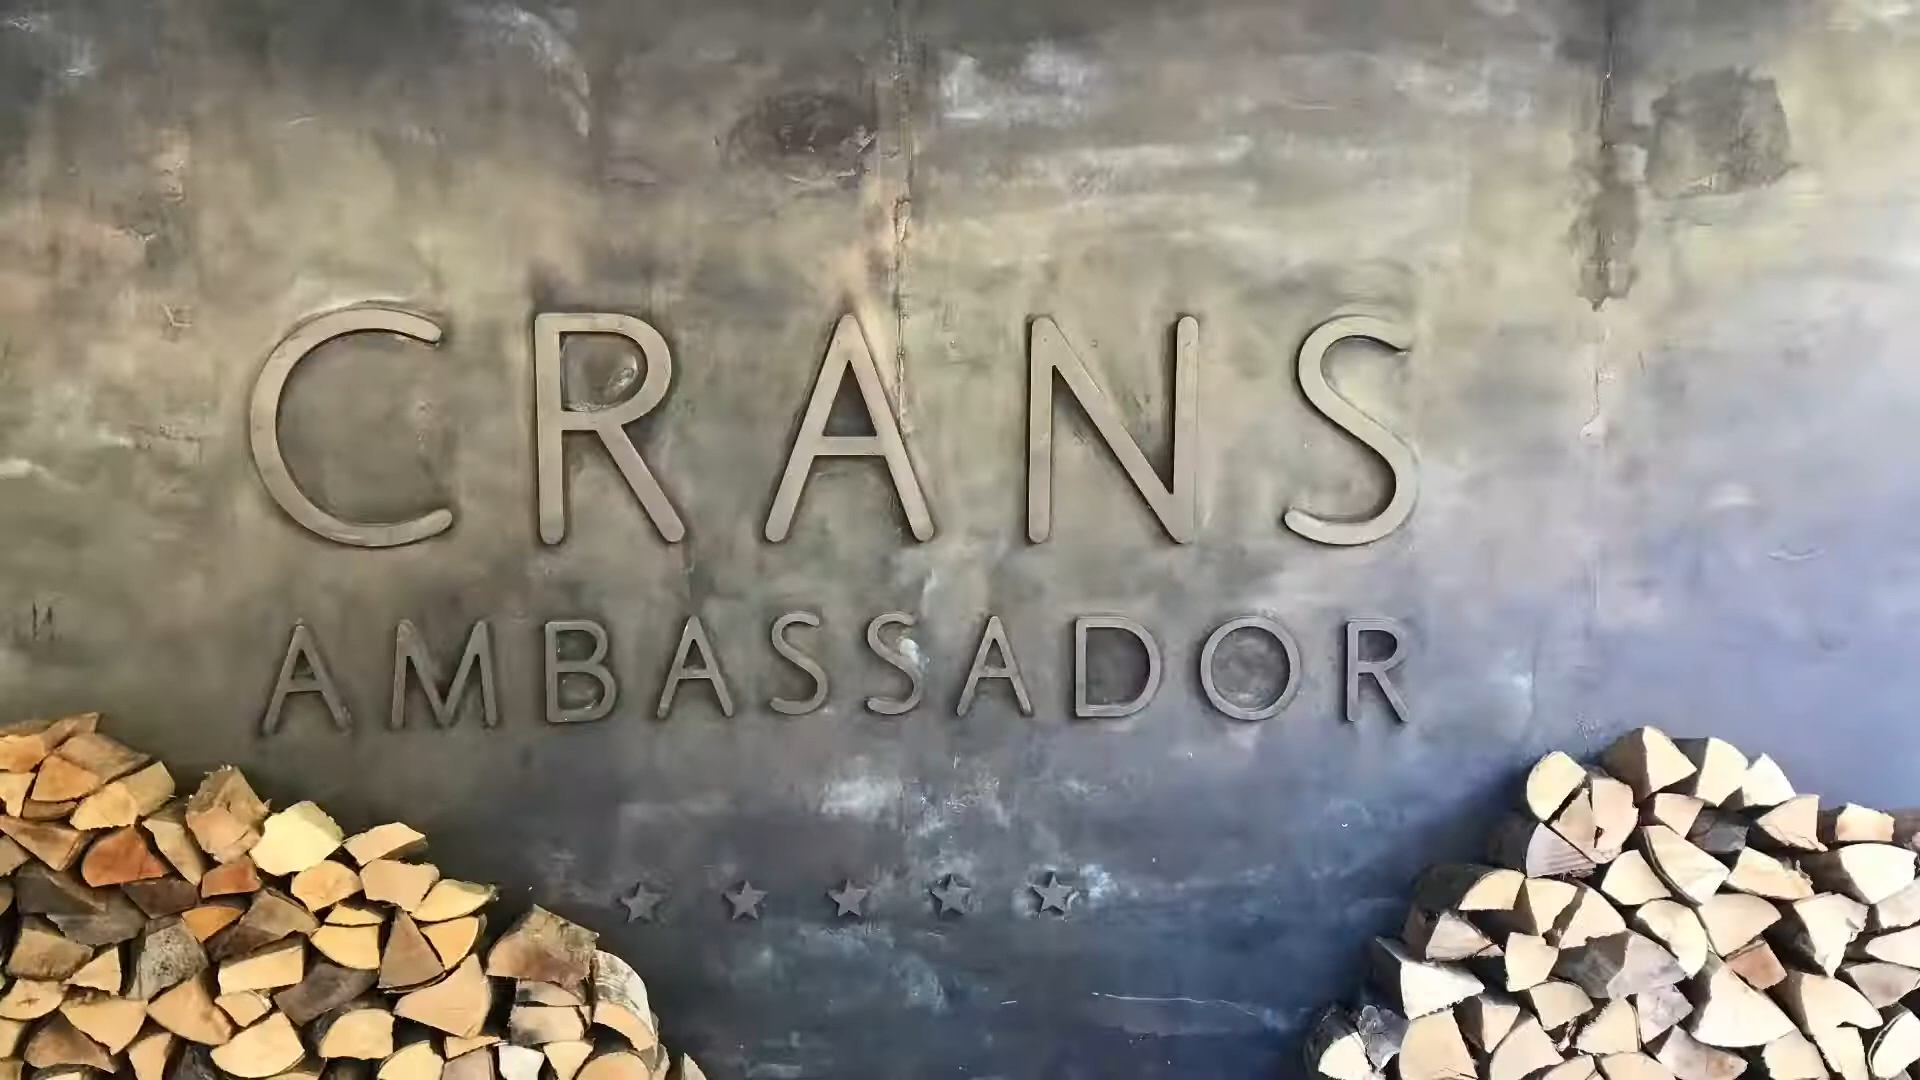 CRANS
AMBASSADOR
★ ★ ★ ★ ★